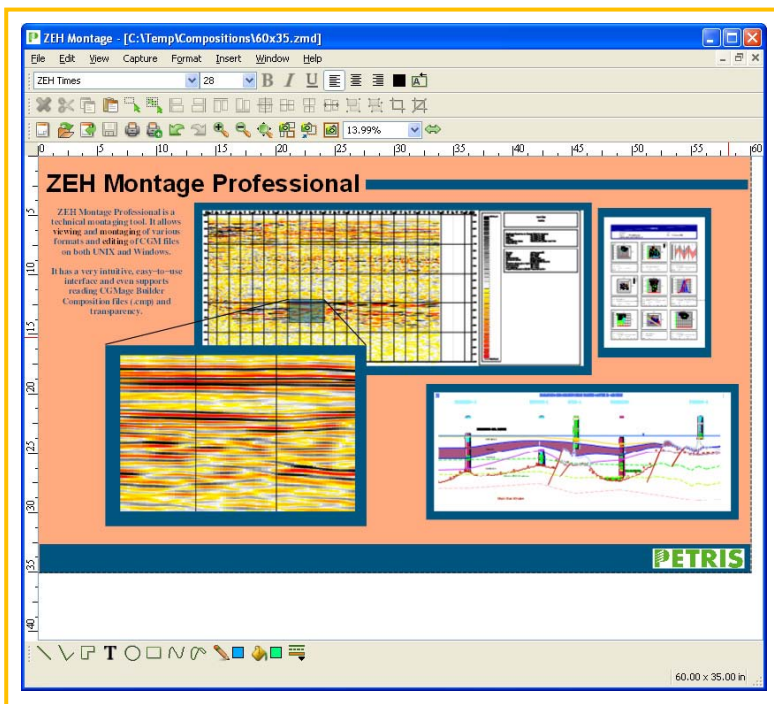 ZEH Montage - [C:\Temp\Compositions\60x35.zmd]
File Edit View Capture Format Insert Window Help
ZEH Times 28 B I U A
13.99%
0 5 10 15 20 25 30 35 40 45 50 55 60
5
10
15
20
25
30
35
40
ZEH Montage Professional
ZEH Montage Professional is a
technical montaging tool. It allows
viewing and montaging of various
formats and editing of CGM files
on both UNIX and Windows.
It has a very intuitive, easy-to-use
interface and even supports
reading CGMage Builder
Composition files (.cmp) and
transparency.
PETRIS
T
60.00 x 35.00 in